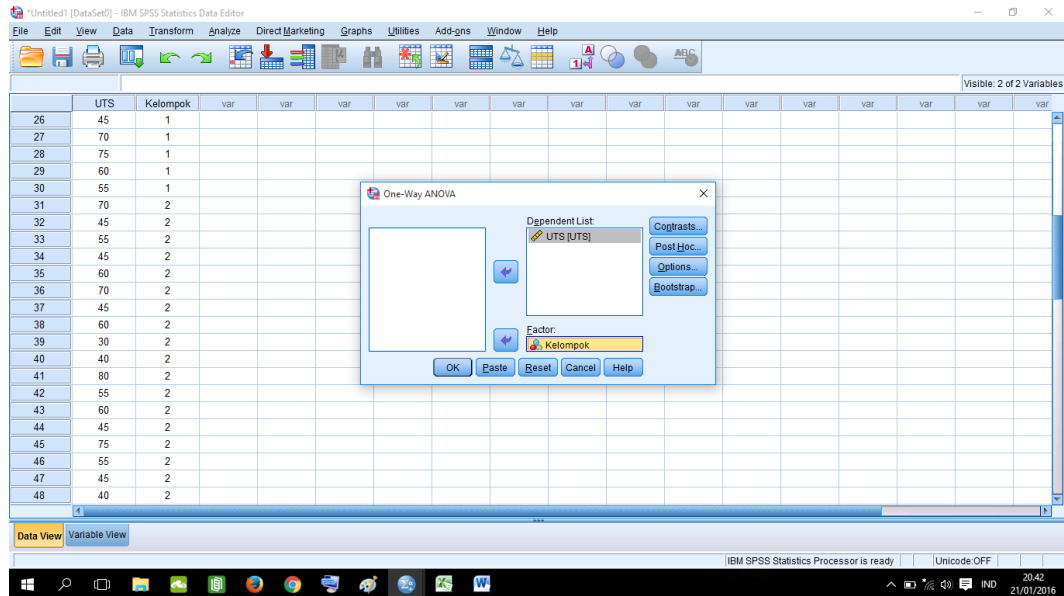 *Untitled1 [DataSet0] - IBM SPSS Statistics Data Editor
File Edit View Data Transform Analyze Direct Marketing Graphs Utilities Add-ons Window Help
Visible: 2 of 2 Variables
UTS Kelompok var var var var var var var var var var var var var var var
26 45 1
27 70 1
28 75 1
29 60 1
30 55 1
31 70 2
32 45 2
33 55 2
34 45 2
35 60 2
36 70 2
37 45 2
38 60 2
39 30 2
40 40 2
41 80 2
42 55 2
43 60 2
44 45 2
45 75 2
46 55 2
47 45 2
48 40 2
One-Way ANOVA
Dependent List:
UTS [UTS]
Contrasts...
Post Hoc...
Options...
Bootstrap...
Factor:
Kelompok
OK Paste Reset Cancel Help
Data View Variable View
IBM SPSS Statistics Processor is ready Unicode:OFF
IND
20.42
21/01/2016